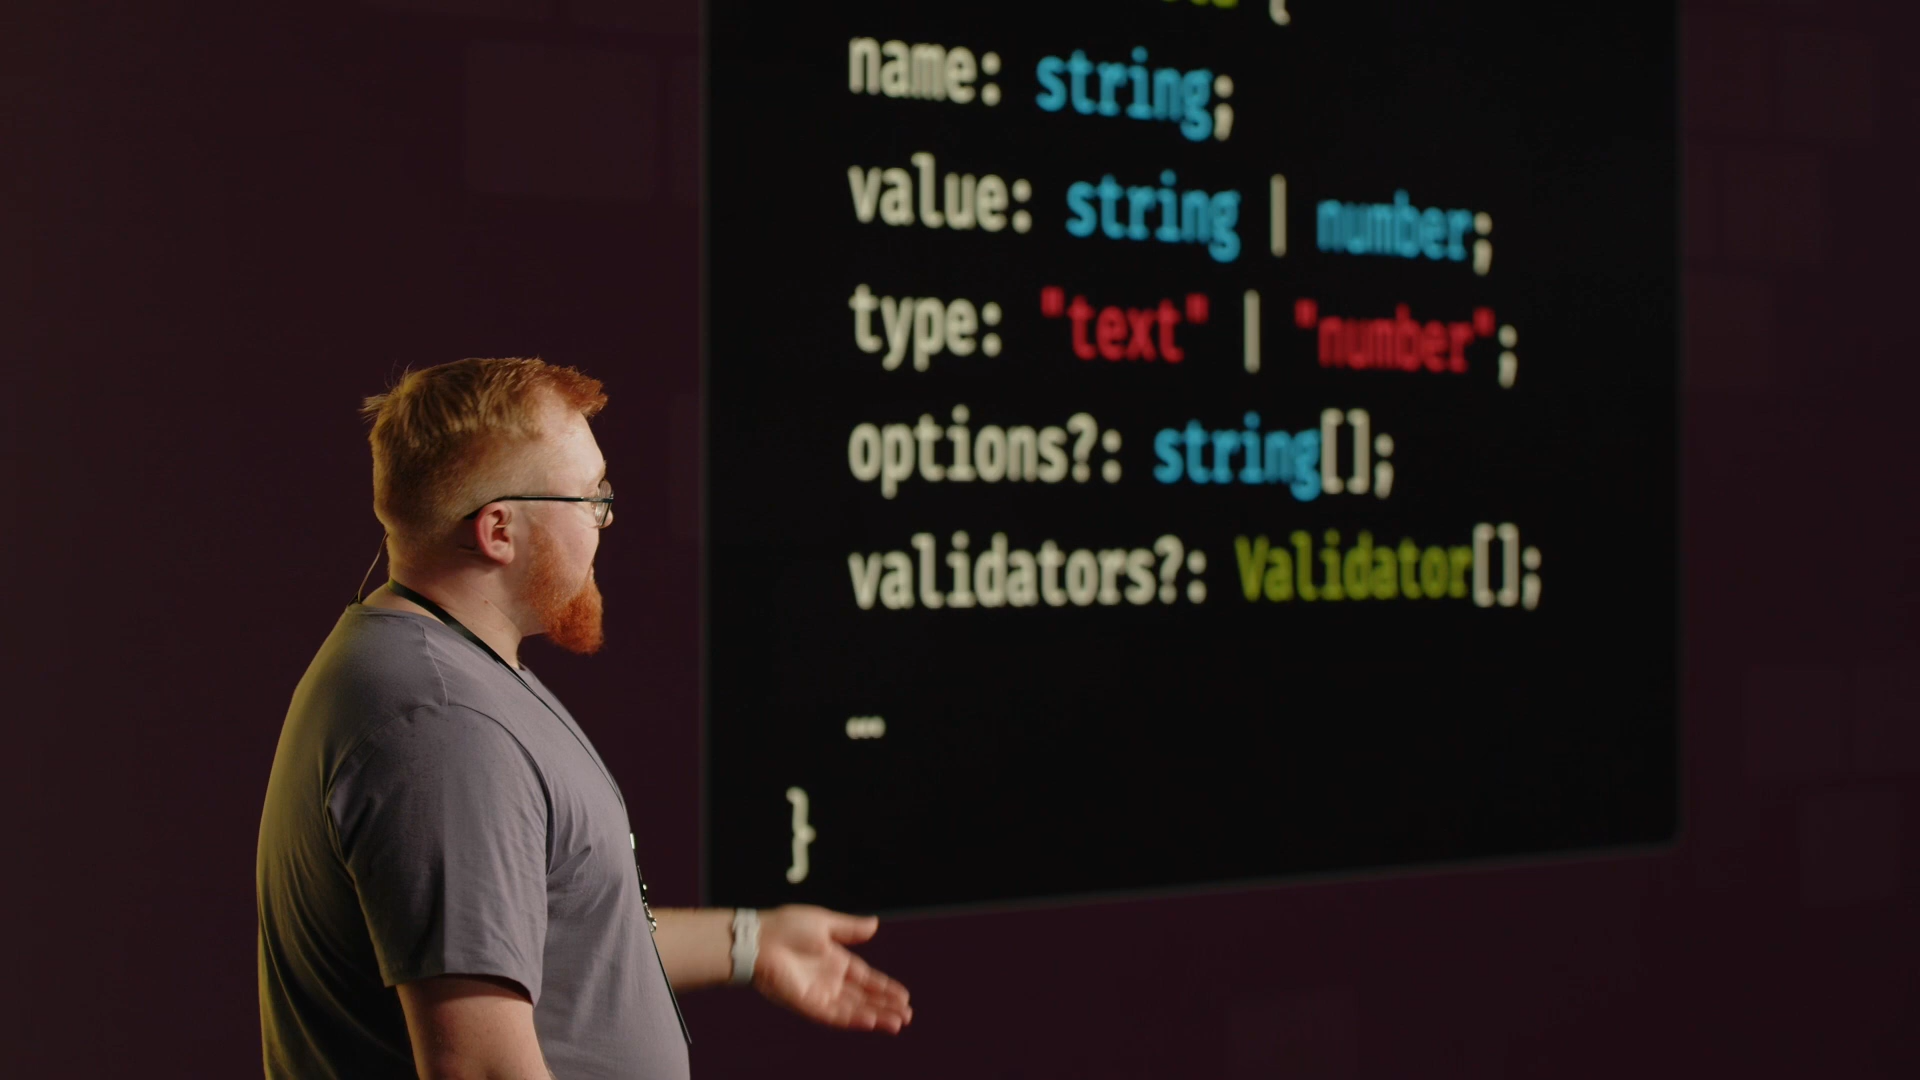 {
name: string;
value: string | number;
type: "text" | "number";
options?: string[];
validators?: Validator[];
…
}